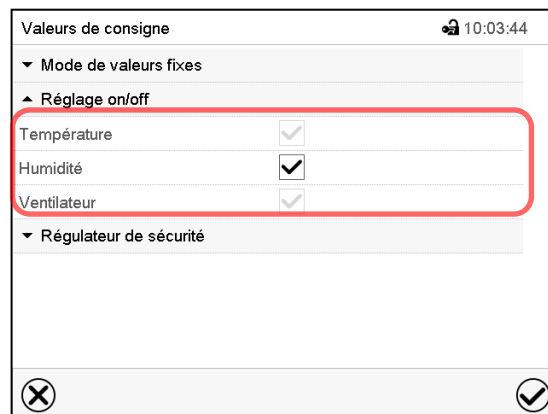 Valeurs de consigne 10:03:44
Mode de valeurs fixes
Réglage on/off
Température
Humidité
Ventilateur
Régulateur de sécurité